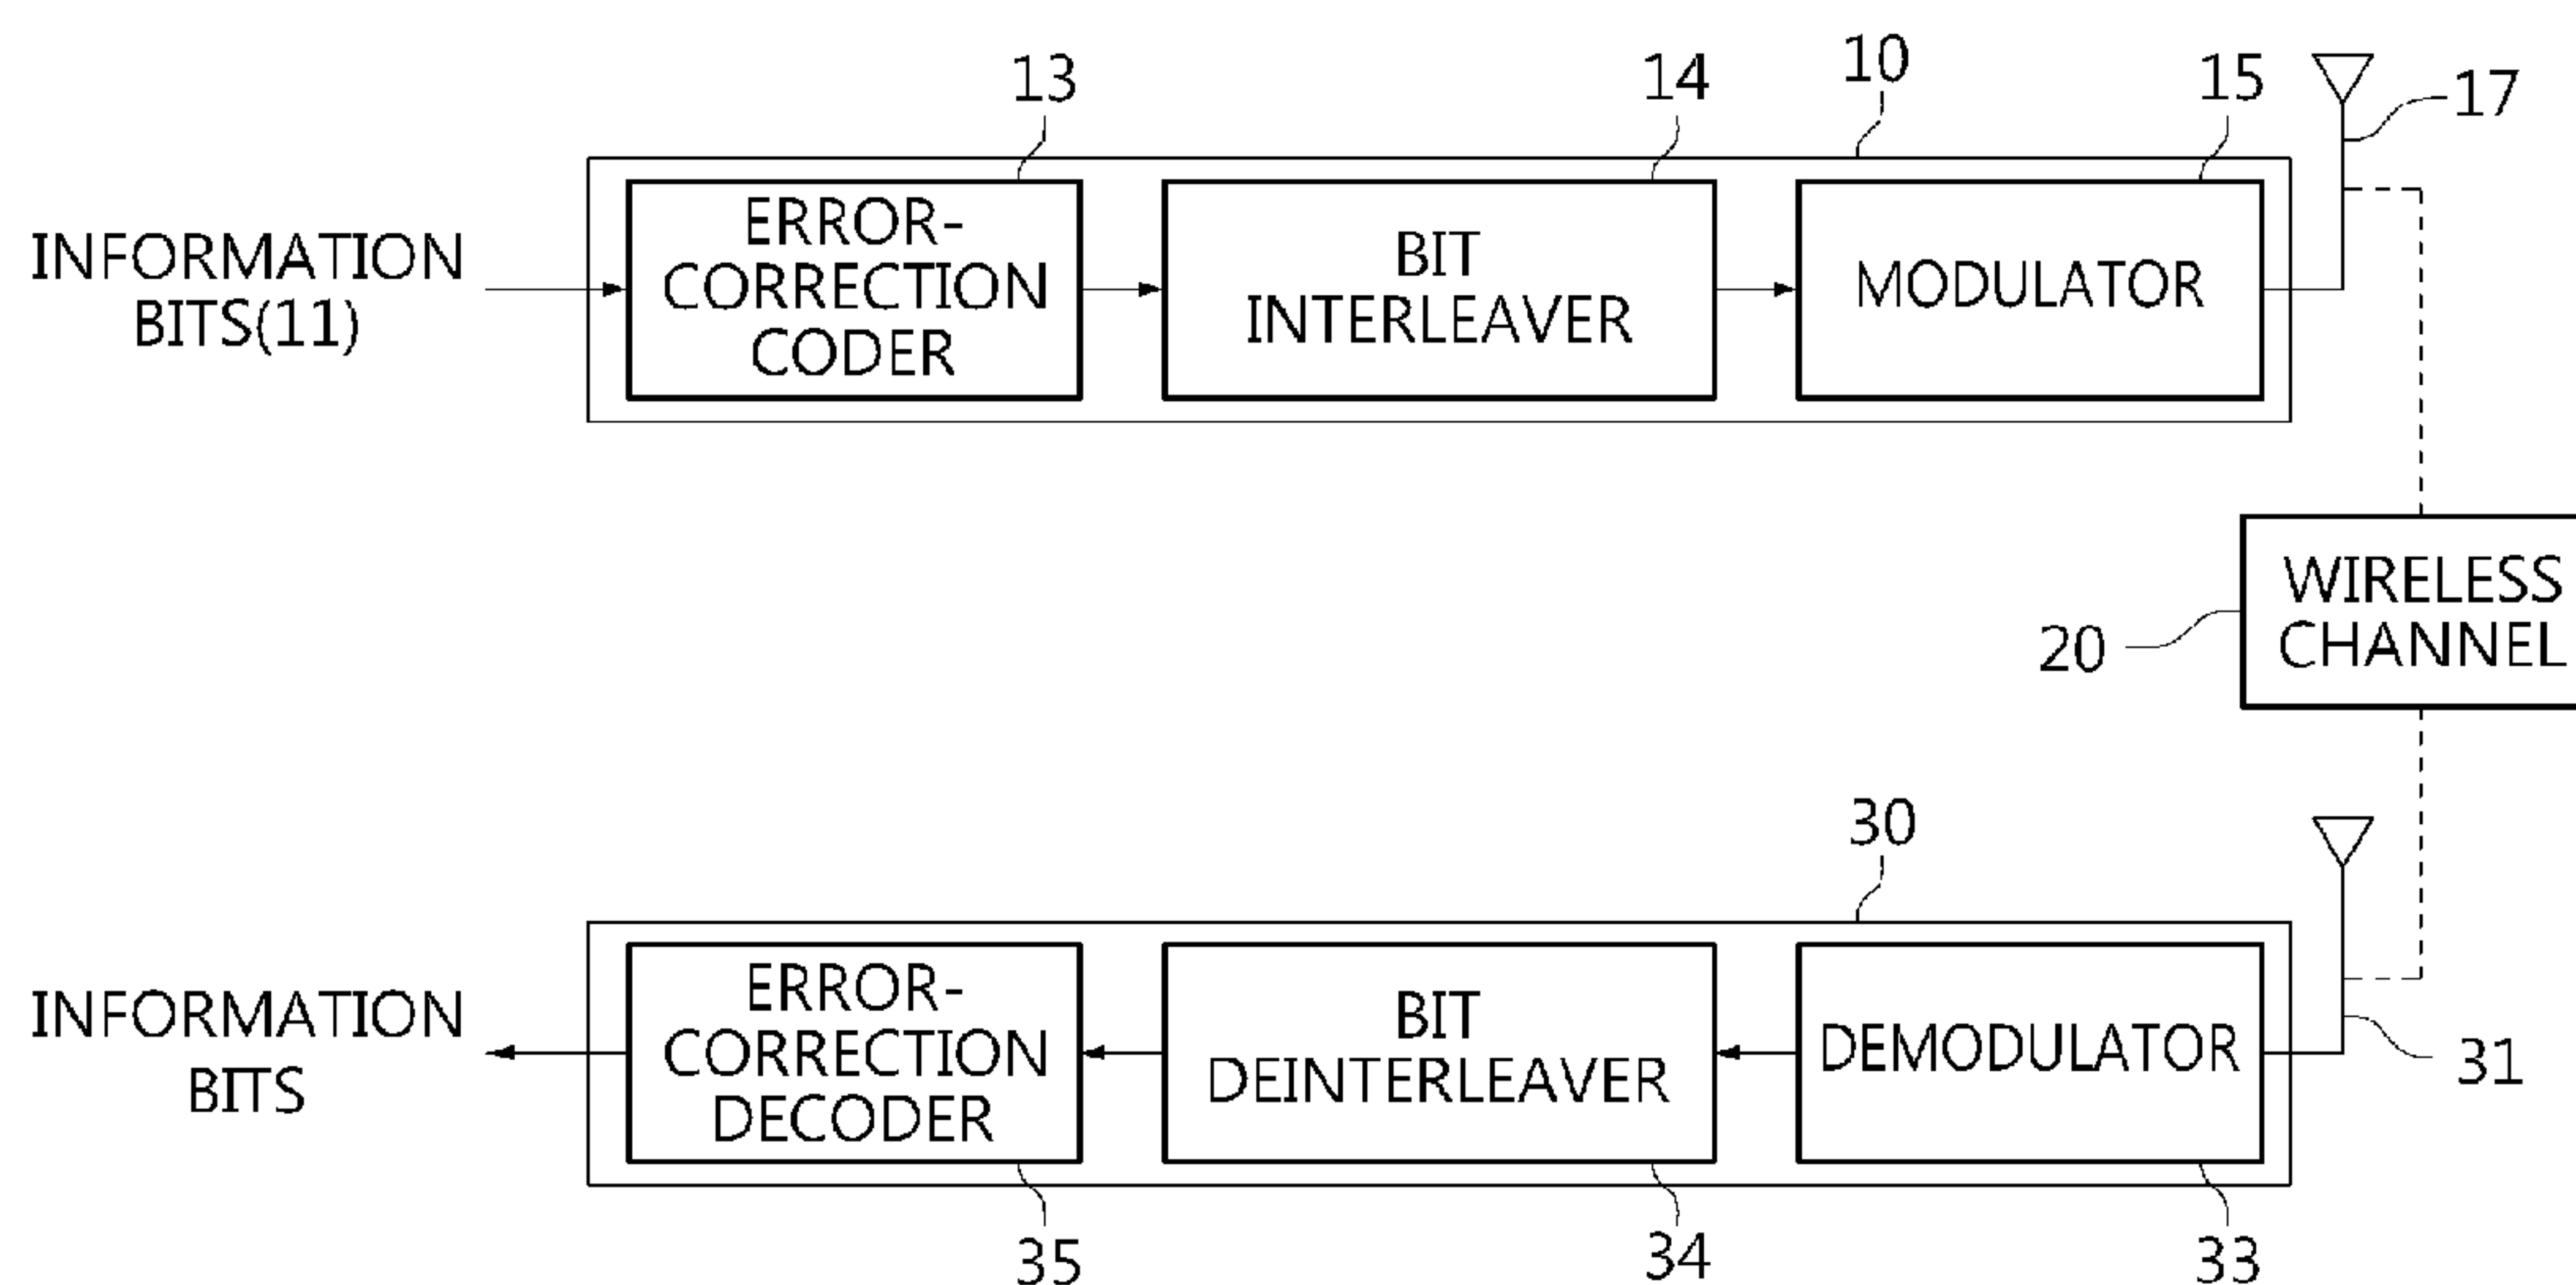 13
14
10
15
17
INFORMATION
BITS(11)
ERROR-
CORRECTION
CODER
BIT
INTERLEAVER
MODULATOR
WIRELESS
CHANNEL
20
30
INFORMATION
BITS
ERROR-
CORRECTION
DECODER
BIT
DEINTERLEAVER
DEMODULATOR
31
35
34
33